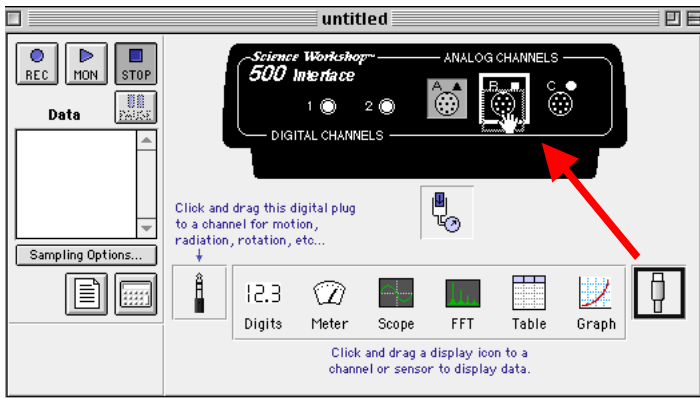 untitled
REC MON STOP
PAUSE
Data
Sampling Options...
Science Workshop™
500 Interface
ANALOG CHANNELS
A B C
1 2
DIGITAL CHANNELS
Click and drag this digital plug
to a channel for motion,
radiation, rotation, etc...
12.3
Digits Meter Scope FFT Table Graph
Click and drag a display icon to a
channel or sensor to display data.